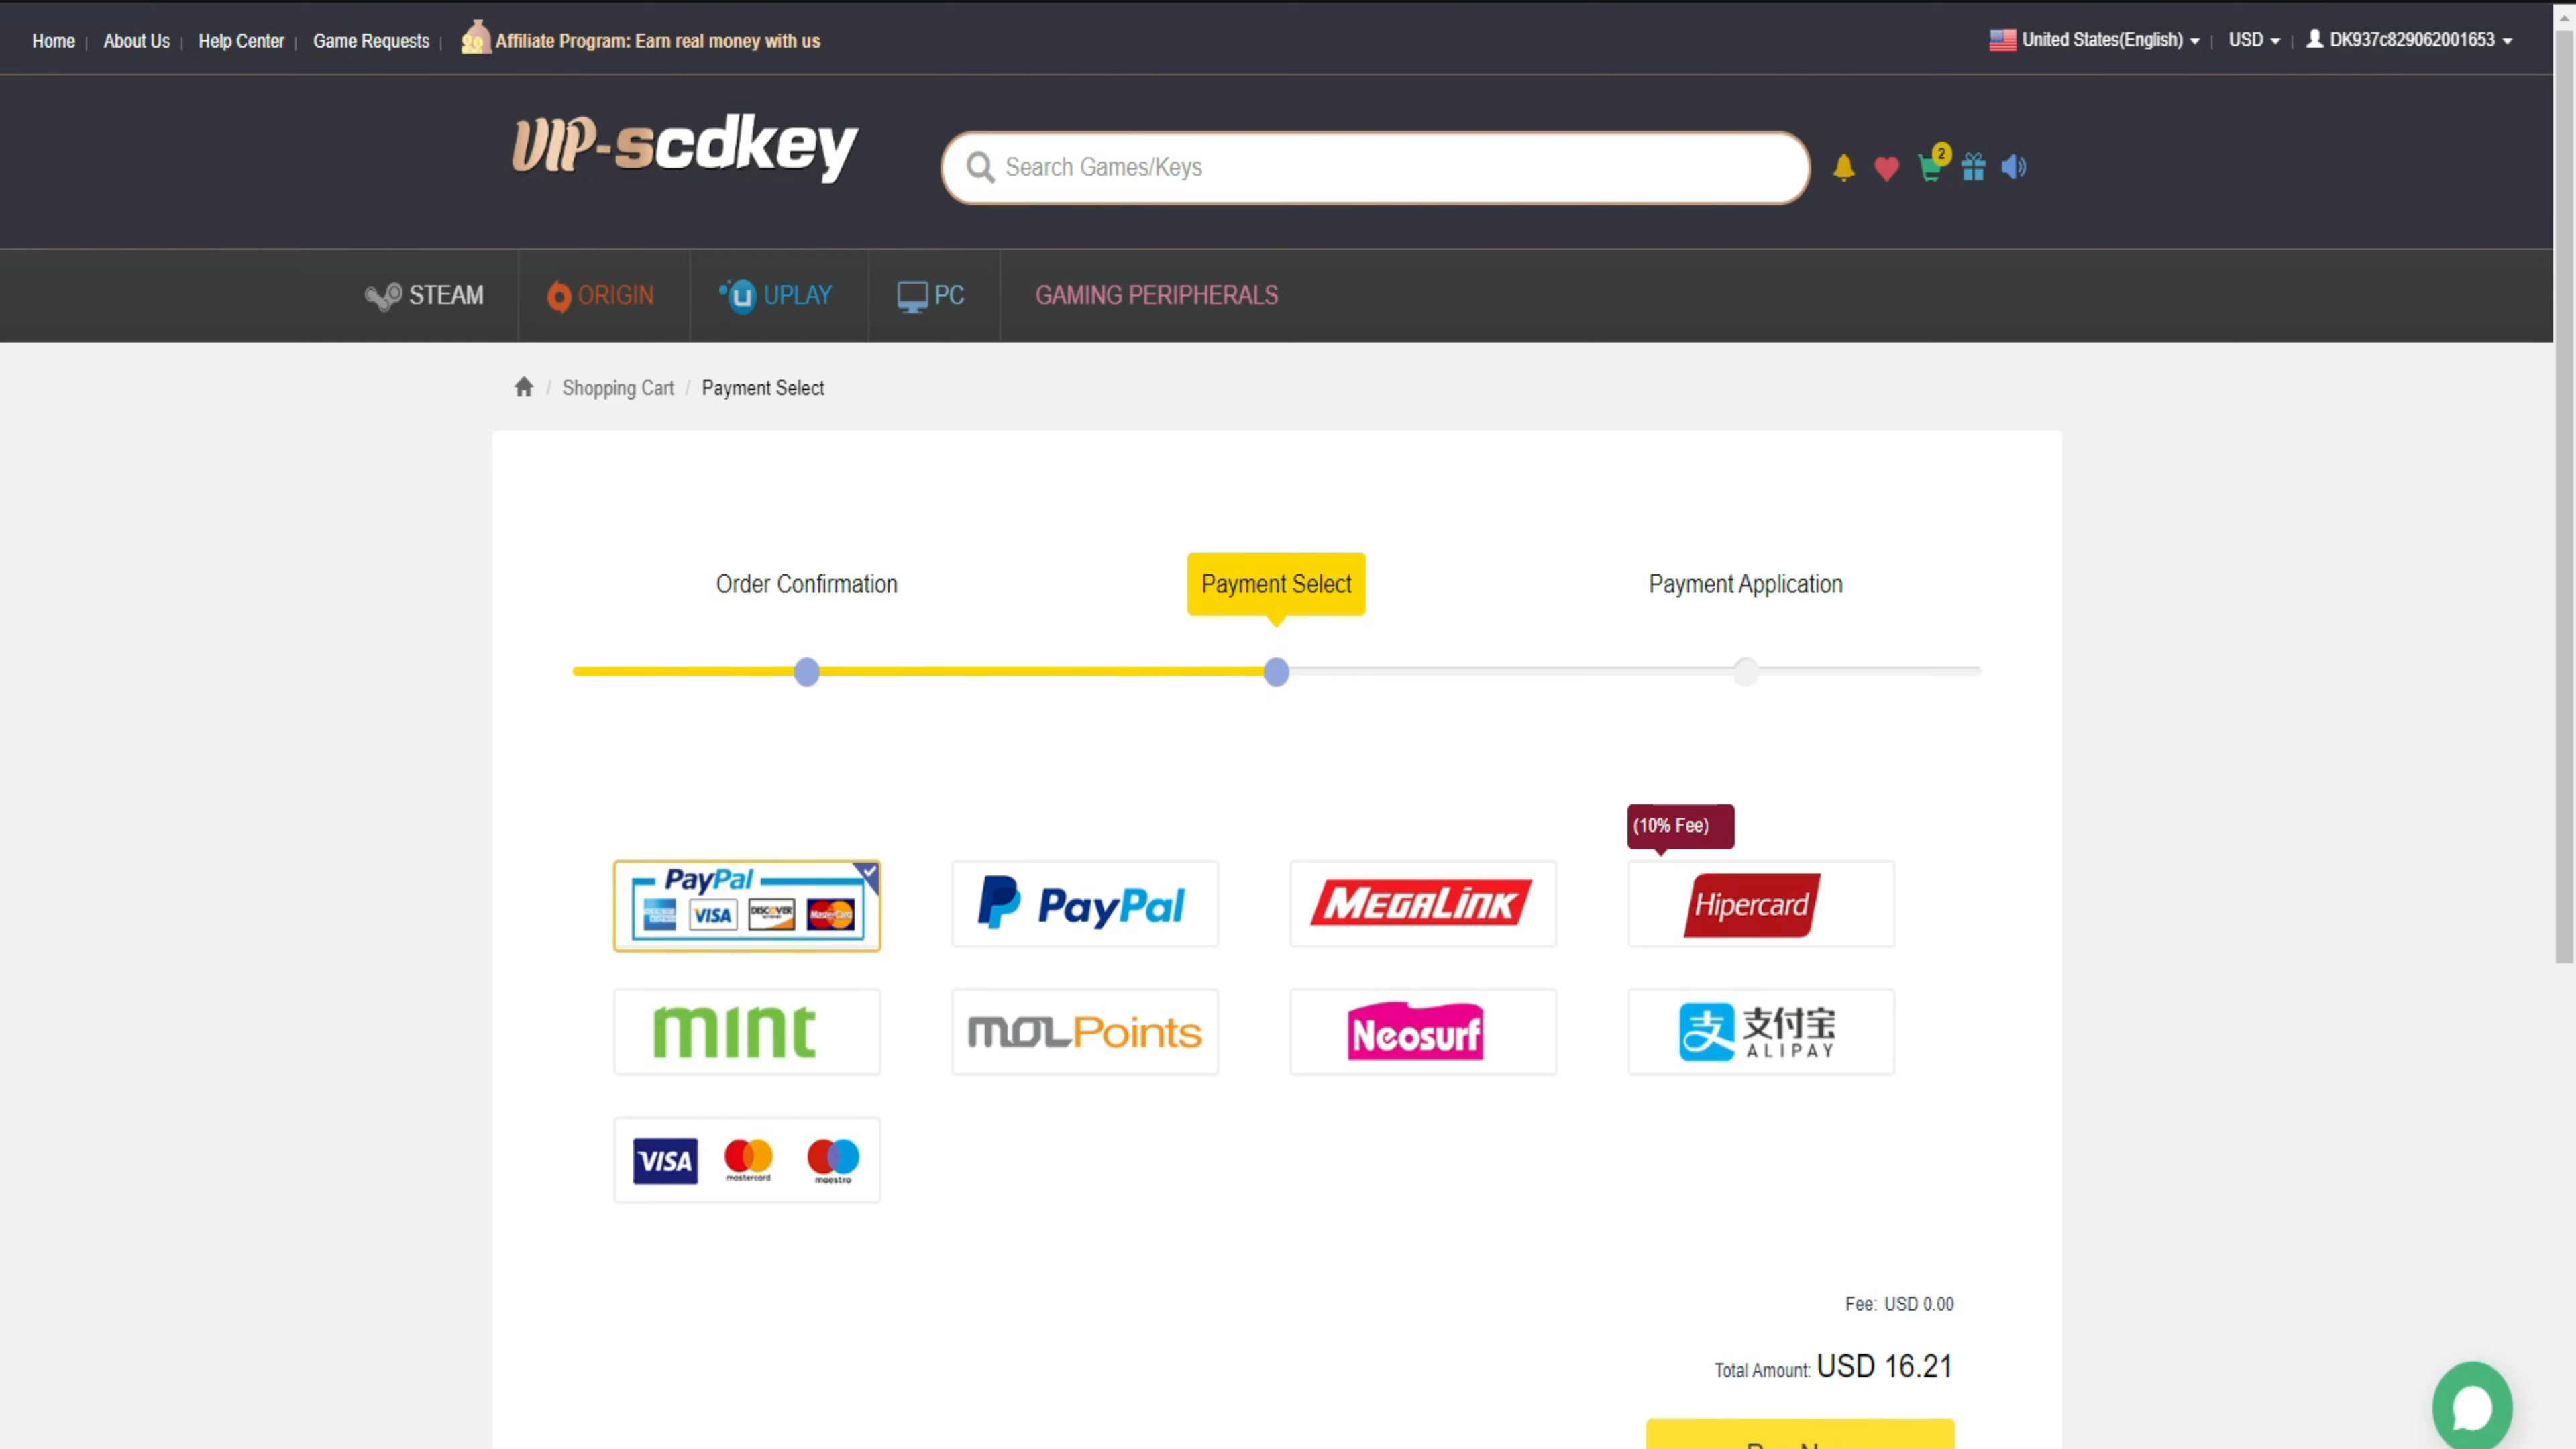 Home | About Us | Help Center | Game Requests | Affiliate Program: Earn real money with us
United States(English) | USD | DK937c829062001653
VIP-scdkey
Search Games/Keys
2
STEAM
ORIGIN
UPLAY
PC
GAMING PERIPHERALS
/ Shopping Cart / Payment Select
Order Confirmation
Payment Select
Payment Application
(10% Fee)
PayPal
VISA
DISCOVER
MasterCard
PayPal
MEGALINK
Hipercard
mint
MOLPoints
Neosurf
支付宝
ALIPAY
VISA
mastercard
maestro
Fee: USD 0.00
Total Amount: USD 16.21